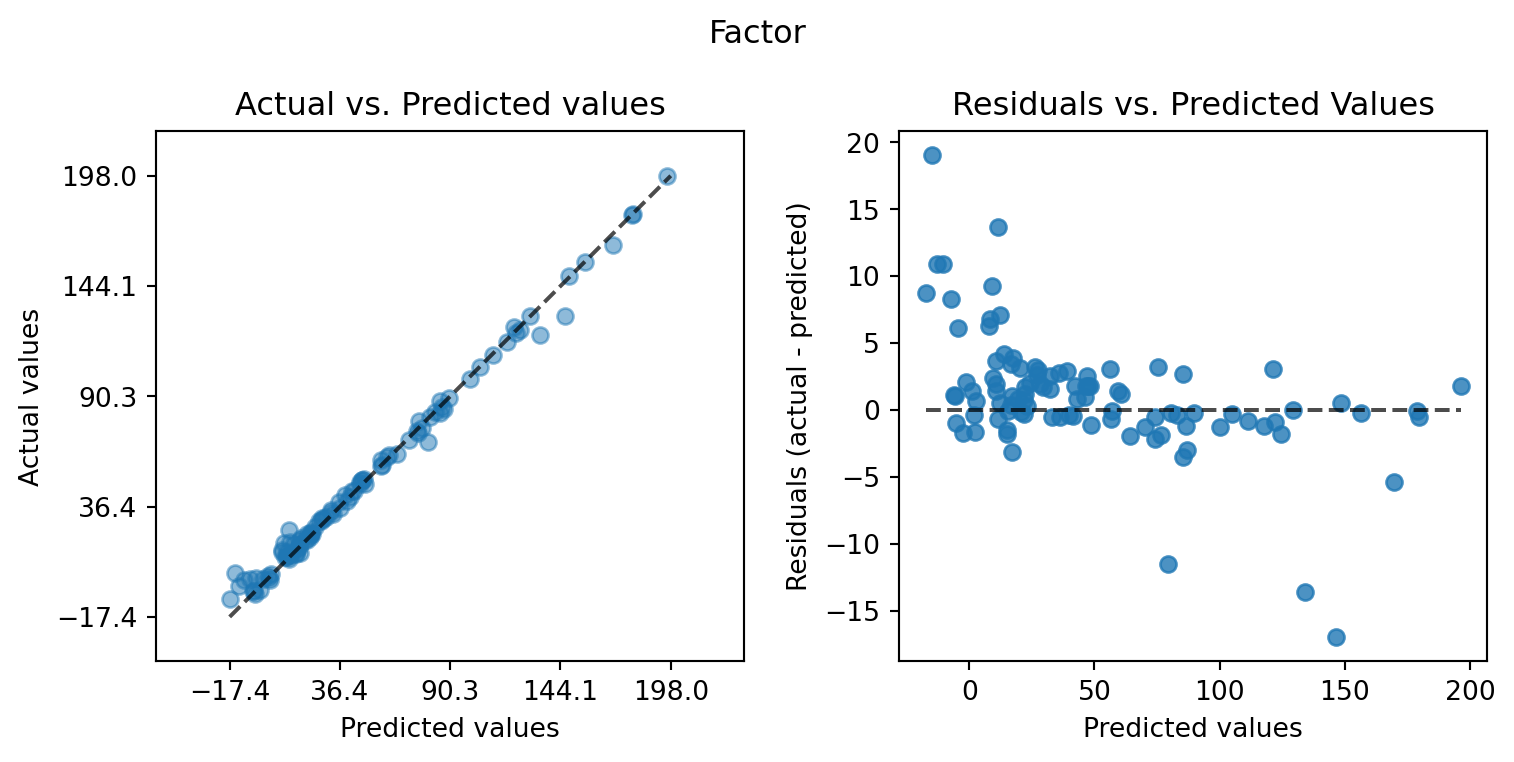 Factor
Actual vs. Predicted values
Actual values
198.0
144.1
90.3
36.4
−17.4
−17.4 36.4 90.3 144.1 198.0
Predicted values
Residuals vs. Predicted Values
Residuals (actual - predicted)
20
15
10
5
0
−5
−10
−15
0 50 100 150 200
Predicted values